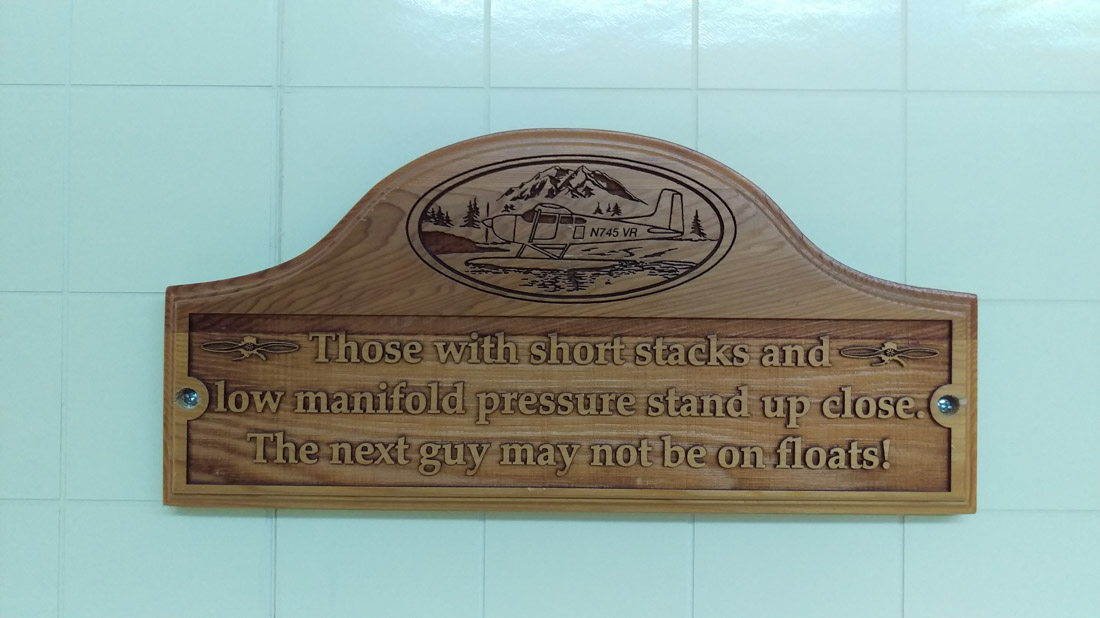 N745 VR
Those with short stacks and
low manifold pressure stand up close.
The next guy may not be on floats!